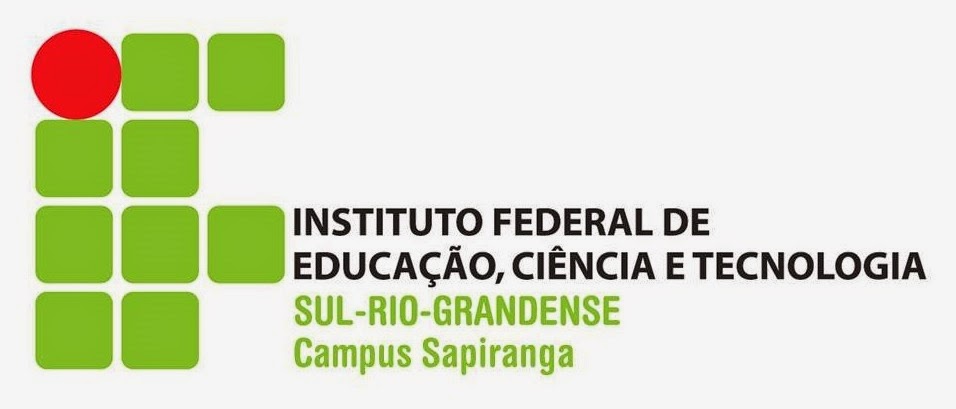 INSTITUTO FEDERAL DE
EDUCAÇÃO, CIÊNCIA E TECNOLOGIA
SUL-RIO-GRANDENSE
Campus Sapiranga